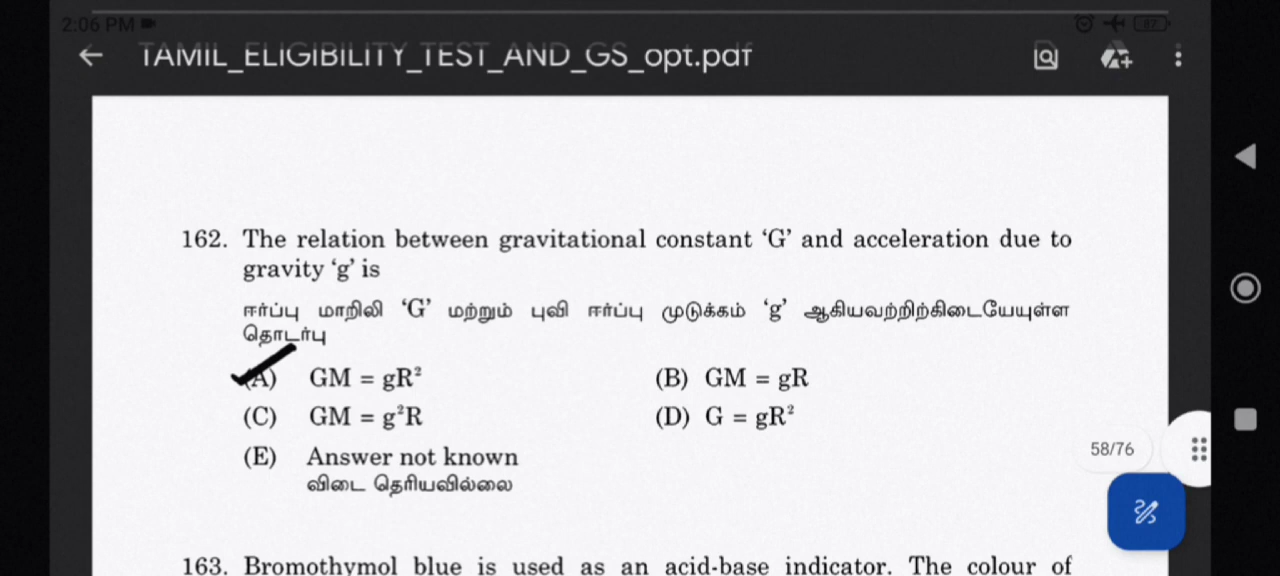 2:06 PM
87
TAMIL_ELIGIBILITY_TEST_AND_GS_opt.pdf
162. The relation between gravitational constant ‘G’ and acceleration due to
gravity ‘g’ is
ஈர்ப்பு மாறிலி ‘G’ மற்றும் புவி ஈர்ப்பு முடுக்கம் ‘g’ ஆகியவற்றிற்கிடையேயுள்ள
தொடர்பு
(A) GM = gR² (B) GM = gR
(C) GM = g²R (D) G = gR²
(E) Answer not known
விடை தெரியவில்லை
58/76
163. Bromothymol blue is used as an acid-base indicator. The colour of